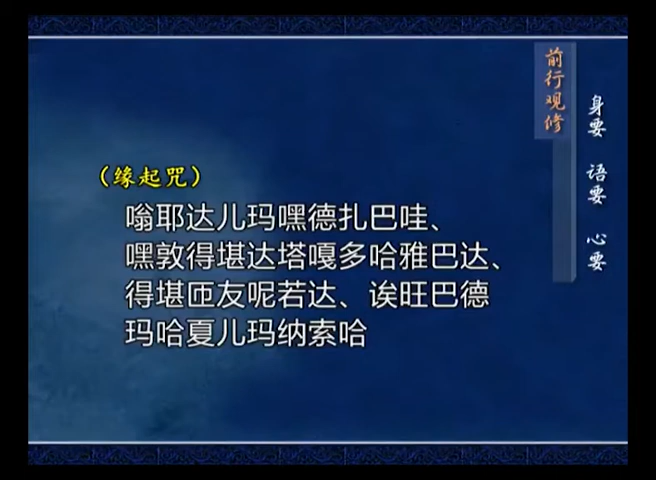 前行观修
身要 语要 心要
（缘起咒）
嗡耶达儿玛嘿德扎巴哇、
嘿敦得堪达塔嘎多哈雅巴达、
得堪匝友呢若达、诶旺巴德
玛哈夏儿玛纳索哈